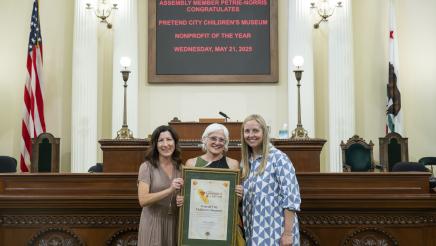 ASSEMBLY MEMBER PETRIE-NORRIS
CONGRATULATES
PRETEND CITY CHILDREN'S MUSEUM
NONPROFIT OF THE YEAR
WEDNESDAY, MAY 21, 2025